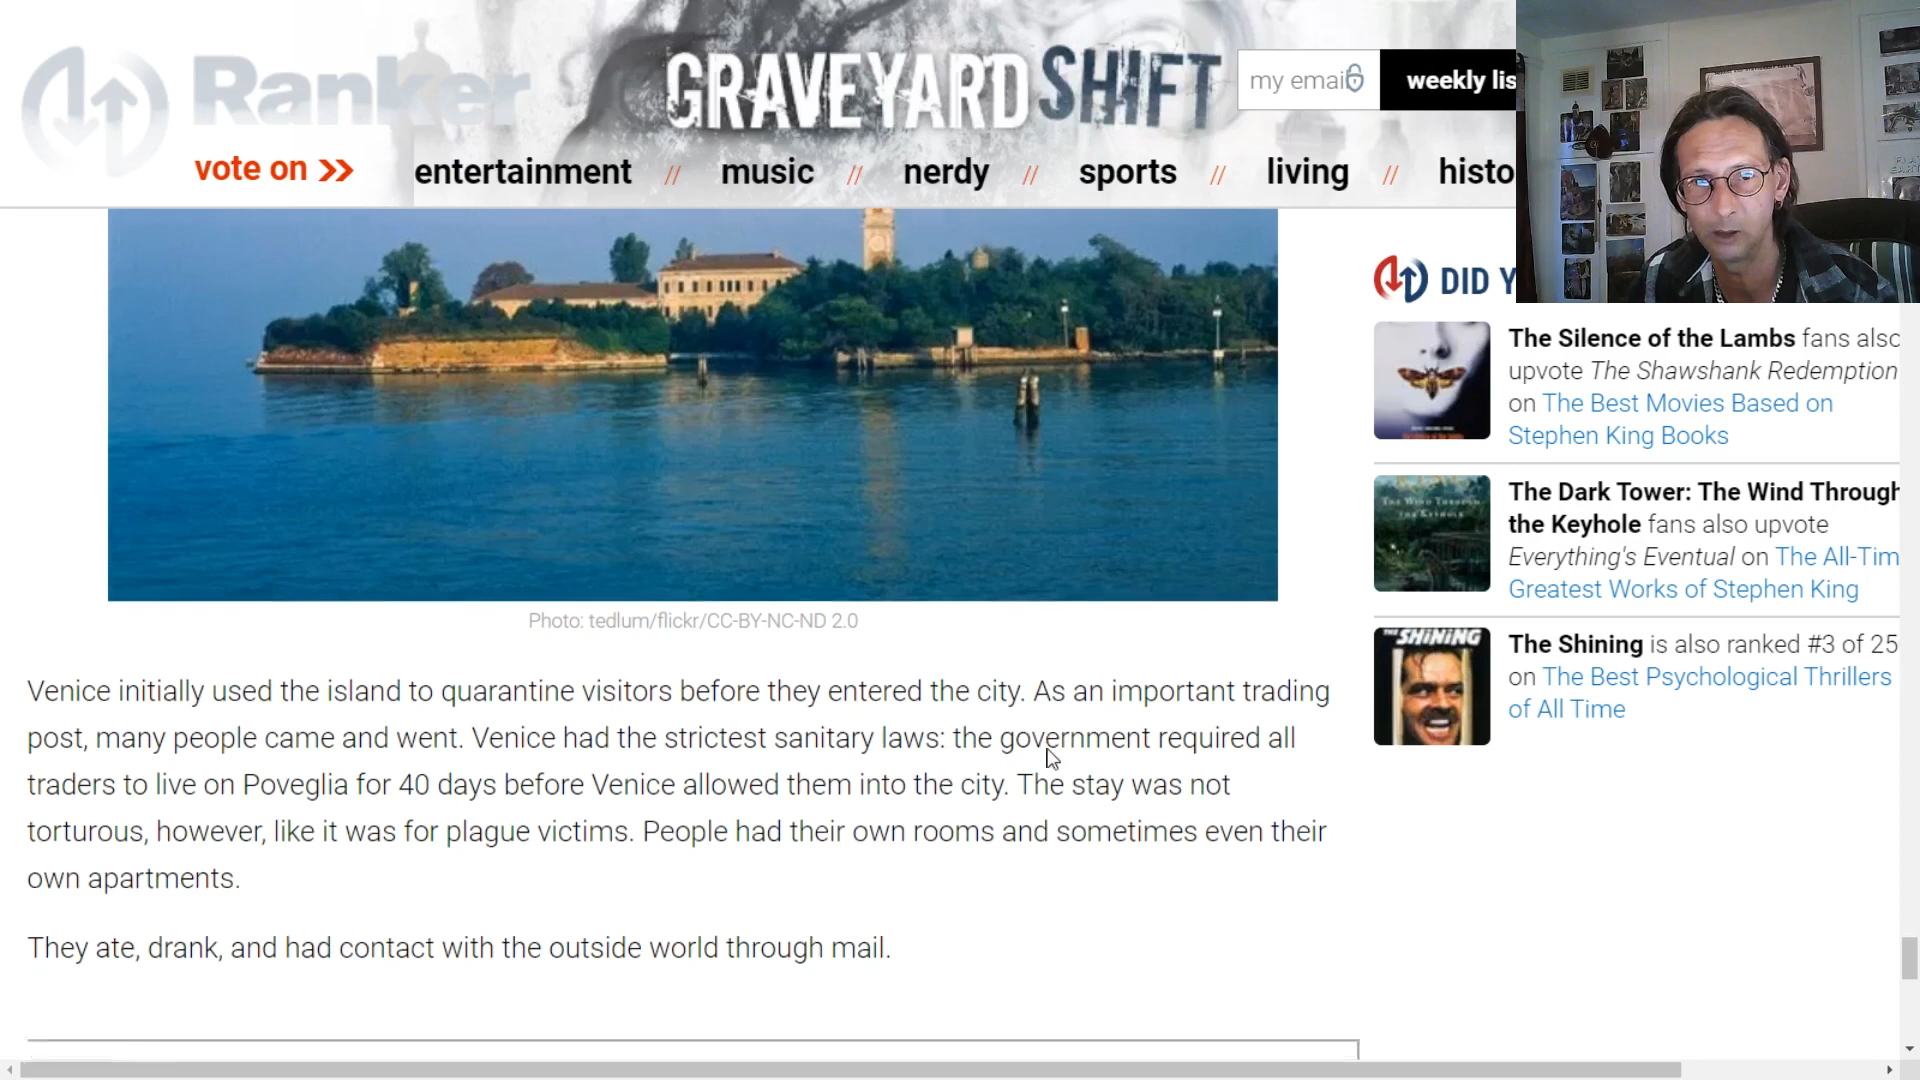 Ranker
GRAVEYARD SHIFT
my email
weekly lis
vote on >>
entertainment // music // nerdy // sports // living // histo
DID Y
The Silence of the Lambs fans also
upvote The Shawshank Redemption
on The Best Movies Based on
Stephen King Books
The Dark Tower: The Wind Through
the Keyhole fans also upvote
Everything's Eventual on The All-Tim
Greatest Works of Stephen King
THE SHiNiNG
The Shining is also ranked #3 of 25
on The Best Psychological Thrillers
of All Time
Photo: tedlum/flickr/CC-BY-NC-ND 2.0
Venice initially used the island to quarantine visitors before they entered the city. As an important trading
post, many people came and went. Venice had the strictest sanitary laws: the government required all
traders to live on Poveglia for 40 days before Venice allowed them into the city. The stay was not
torturous, however, like it was for plague victims. People had their own rooms and sometimes even their
own apartments.
They ate, drank, and had contact with the outside world through mail.